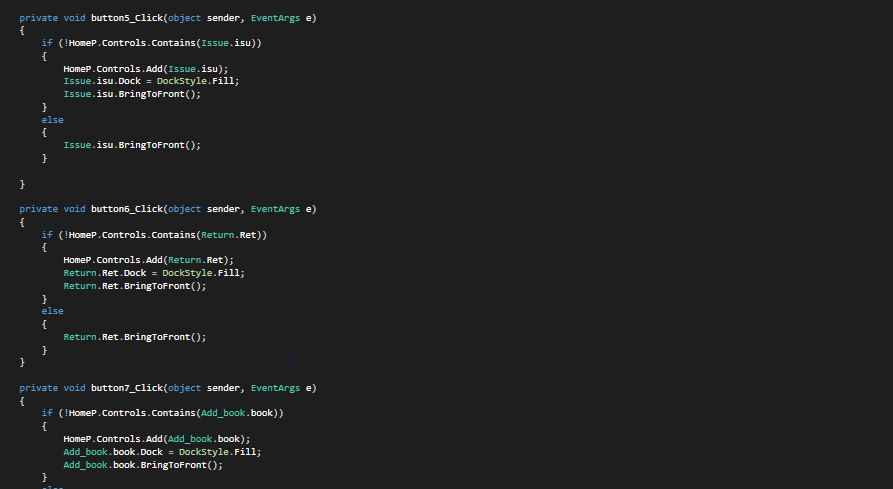 private void button5_Click(object sender, EventArgs e)
{
    if (!HomeP.Controls.Contains(Issue.isu))
    {
        HomeP.Controls.Add(Issue.isu);
        Issue.isu.Dock = DockStyle.Fill;
        Issue.isu.BringToFront();
    }
    else
    {
        Issue.isu.BringToFront();
    }
}
private void button6_Click(object sender, EventArgs e)
{
    if (!HomeP.Controls.Contains(Return.Ret))
    {
        HomeP.Controls.Add(Return.Ret);
        Return.Ret.Dock = DockStyle.Fill;
        Return.Ret.BringToFront();
    }
    else
    {
        Return.Ret.BringToFront();
    }
}
private void button7_Click(object sender, EventArgs e)
{
    if (!HomeP.Controls.Contains(Add_book.book))
    {
        HomeP.Controls.Add(Add_book.book);
        Add_book.book.Dock = DockStyle.Fill;
        Add_book.book.BringToFront();
    }